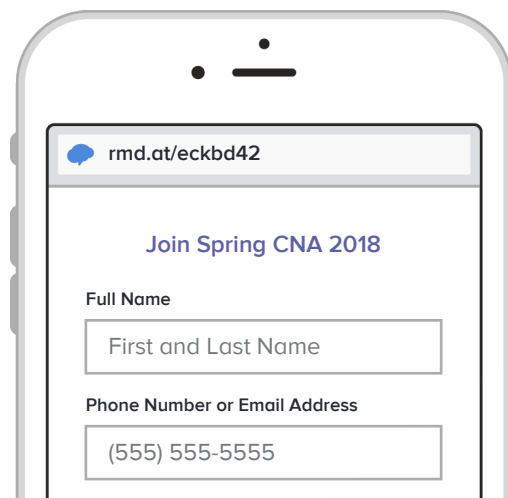 rmd.at/eckbd42
Join Spring CNA 2018
Full Name
First and Last Name
Phone Number or Email Address
(555) 555-5555